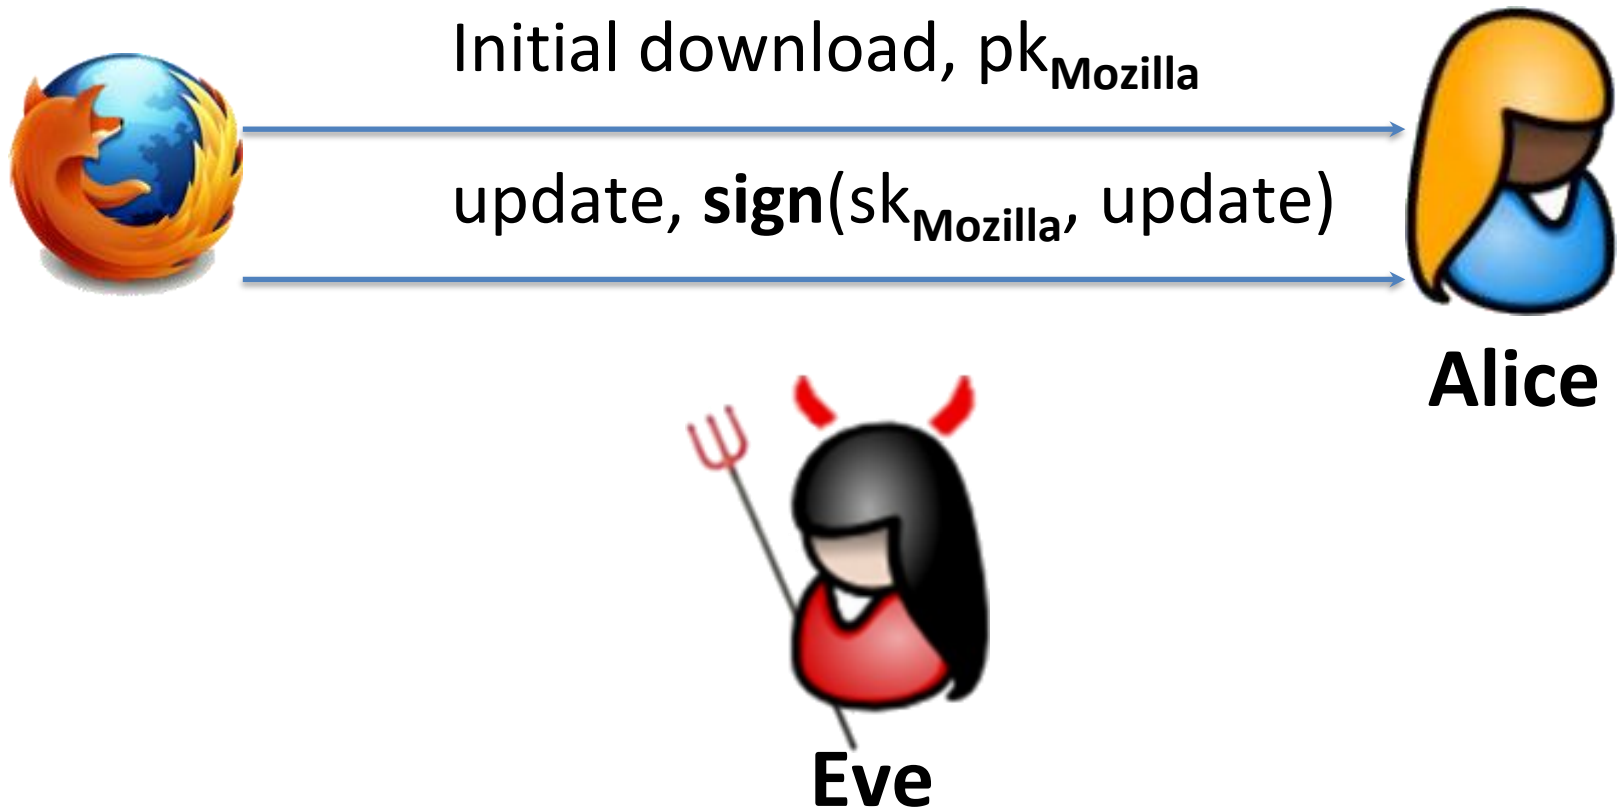 Initial download, pkMozilla
update, sign(skMozilla, update)
Alice
Eve